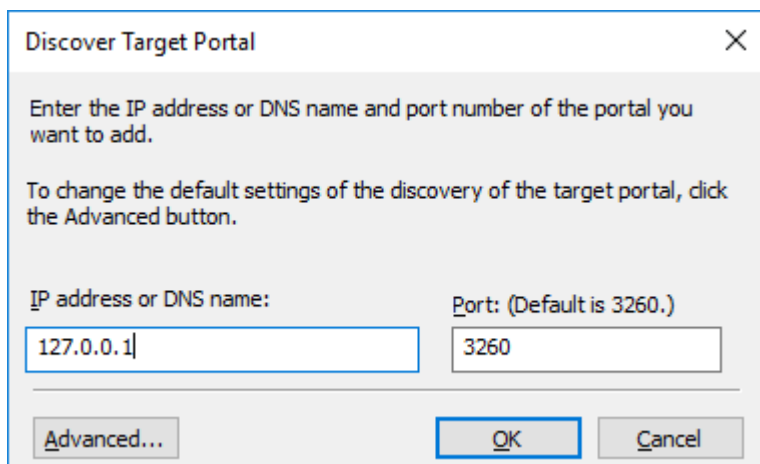 Discover Target Portal
Enter the IP address or DNS name and port number of the portal you
want to add.
To change the default settings of the discovery of the target portal, click
the Advanced button.
IP address or DNS name:
Port: (Default is 3260.)
127.0.0.1
3260
Advanced...
OK
Cancel